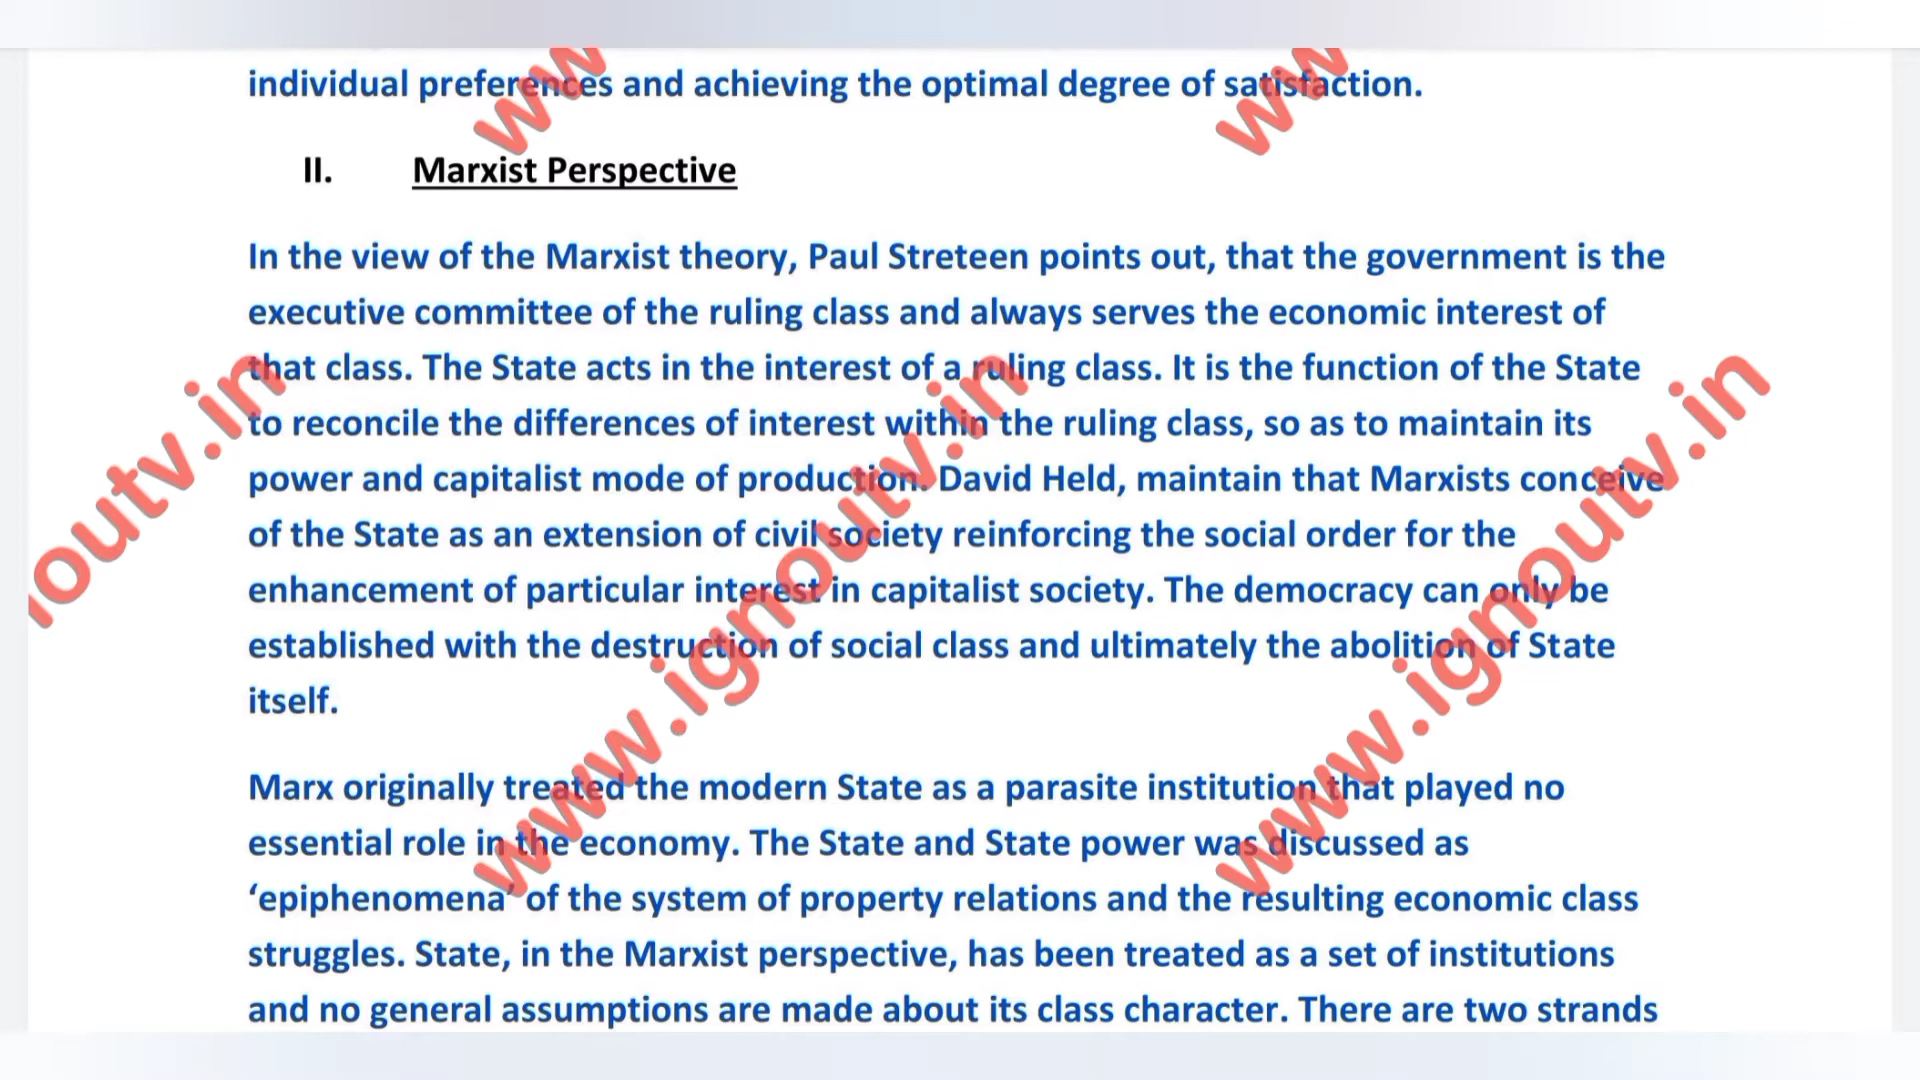 individual preferences and achieving the optimal degree of satisfaction.
II. Marxist Perspective
In the view of the Marxist theory, Paul Streteen points out, that the government is the
executive committee of the ruling class and always serves the economic interest of
that class. The State acts in the interest of a ruling class. It is the function of the State
to reconcile the differences of interest within the ruling class, so as to maintain its
power and capitalist mode of production. David Held, maintain that Marxists conceive
of the State as an extension of civil society reinforcing the social order for the
enhancement of particular interest in capitalist society. The democracy can only be
established with the destruction of social class and ultimately the abolition of State
itself.
Marx originally treated the modern State as a parasite institution that played no
essential role in the economy. The State and State power was discussed as
‘epiphenomena’ of the system of property relations and the resulting economic class
struggles. State, in the Marxist perspective, has been treated as a set of institutions
and no general assumptions are made about its class character. There are two strands
www.ignoutv.in
www.ignoutv.in
noutv.in
ww
ww